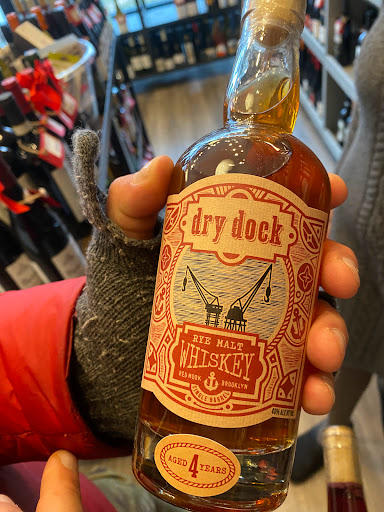 dry dock
RYE MALT
WHISKEY
RED HOOK BROOKLYN
SINGLE BARREL
AGED 4 YEARS